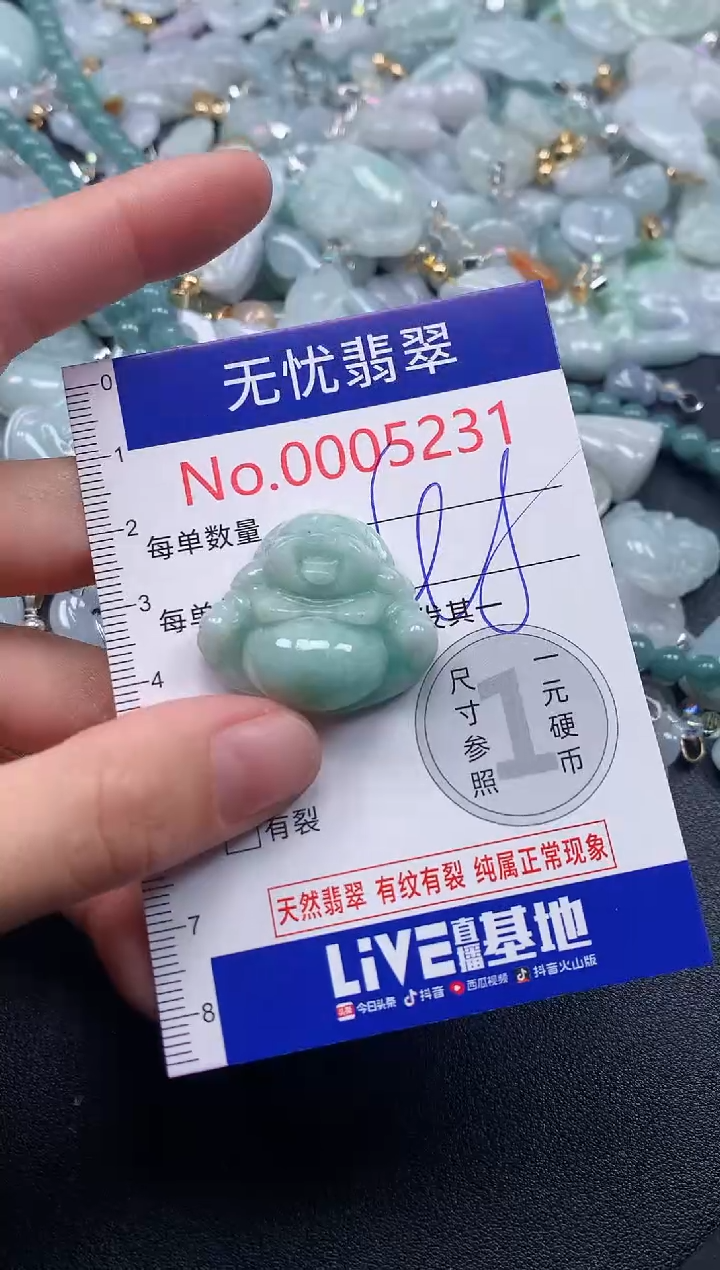 无忧翡翠
No.0005231
每单数量
每单
发其一
0
1
2
3
4
7
8
尺寸参照
1
一元硬币
有裂
天然翡翠 有纹有裂 纯属正常现象
LiVE直播基地
头条 今日头条 抖音 西瓜视频 抖音火山版